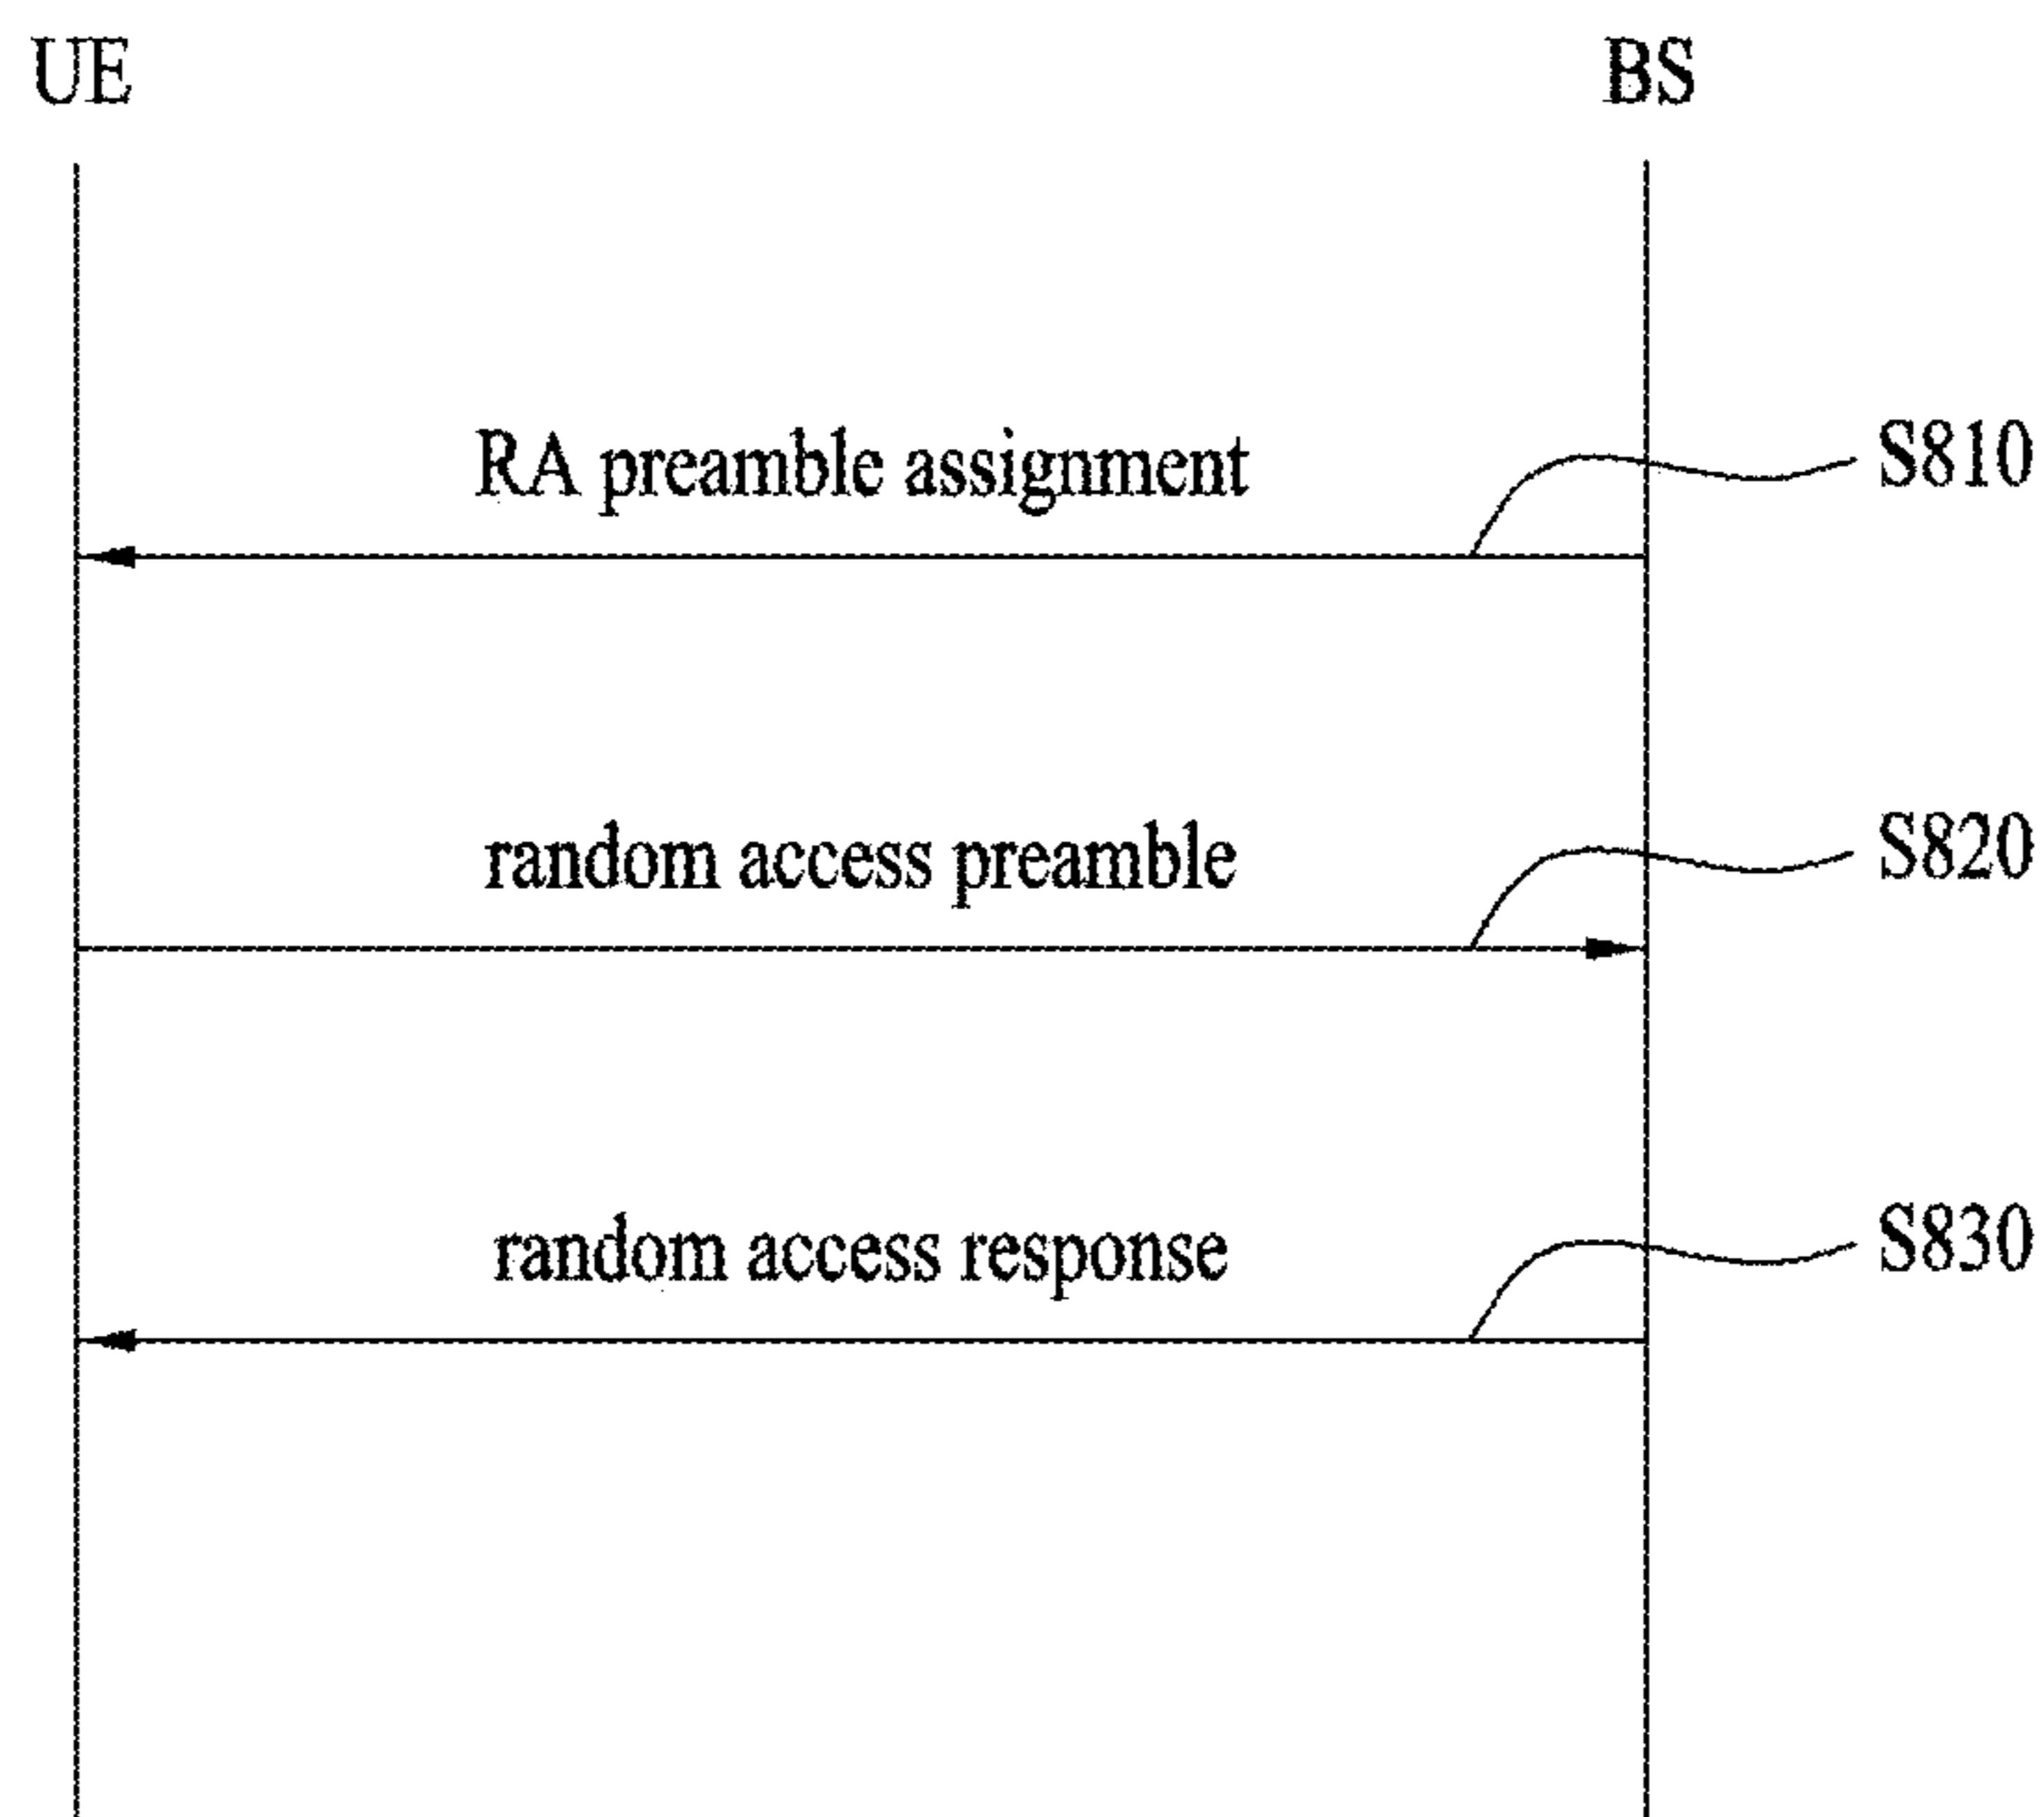 UE BS
RA preamble assignment S810
random access preamble S820
random access response S830